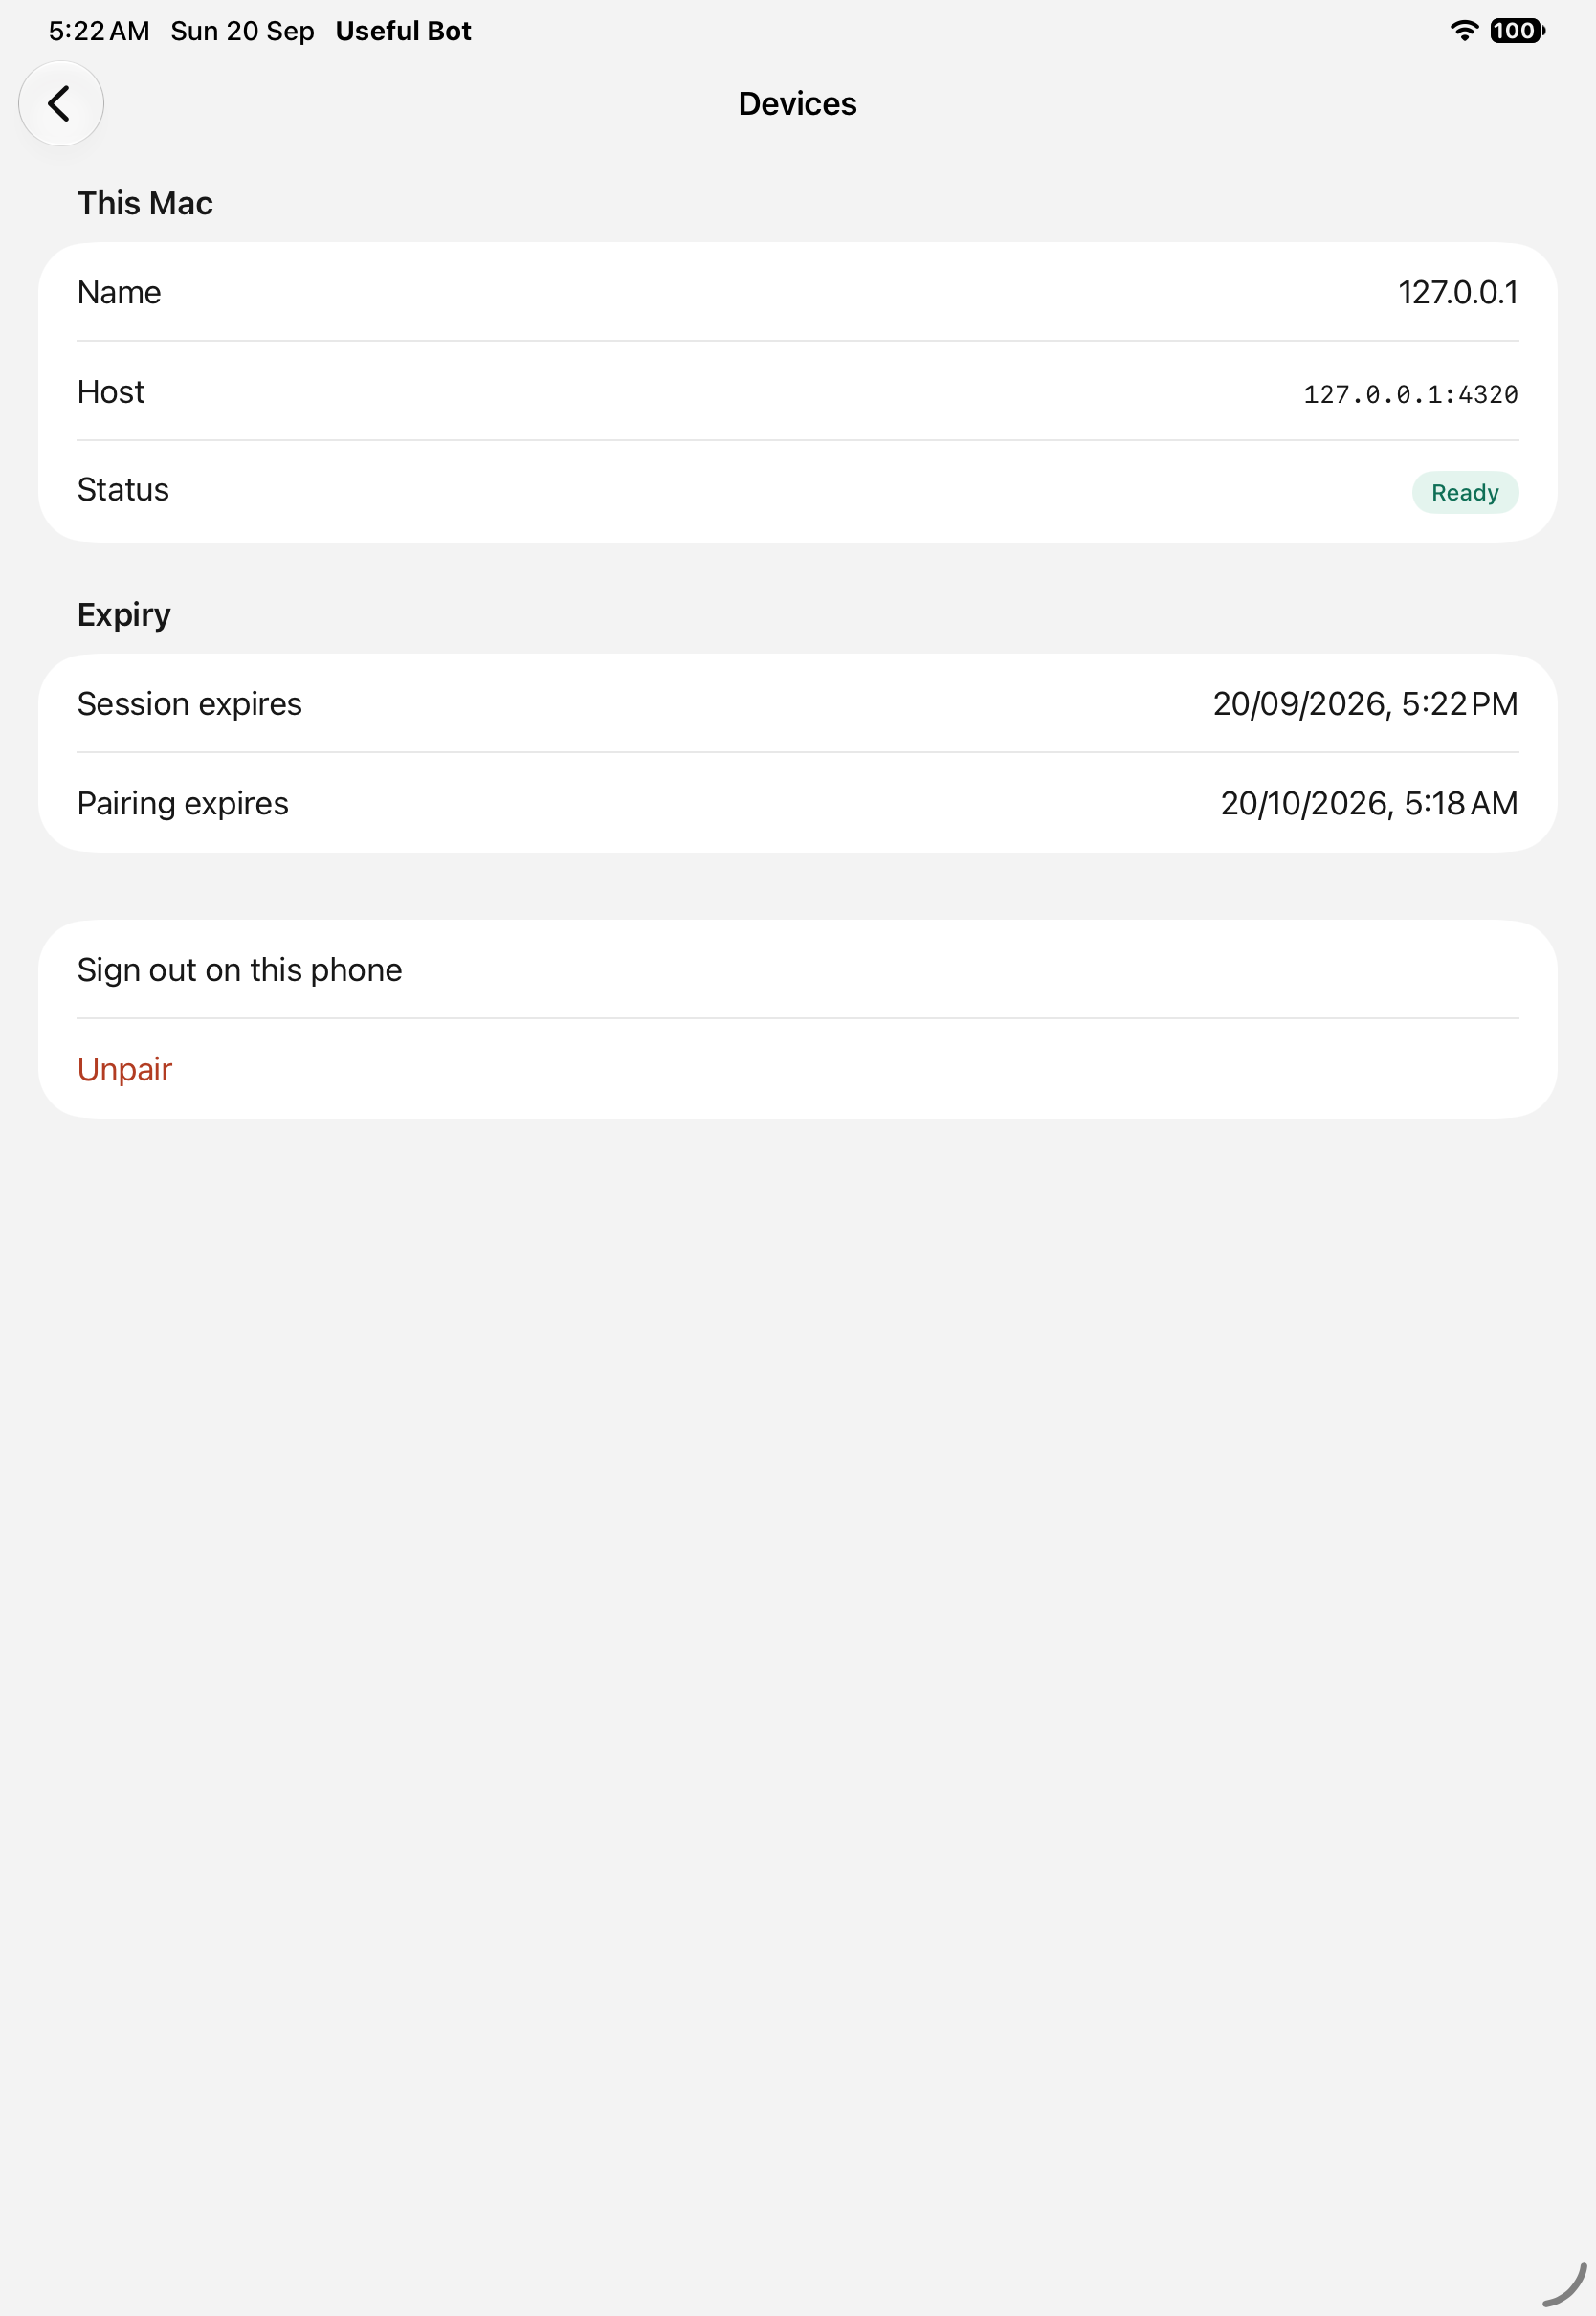 5:22 AM Sun 20 Sep Useful Bot 100
Devices
This Mac
Name 127.0.0.1
Host 127.0.0.1:4320
Status Ready
Expiry
Session expires 20/09/2026, 5:22 PM
Pairing expires 20/10/2026, 5:18 AM
Sign out on this phone
Unpair